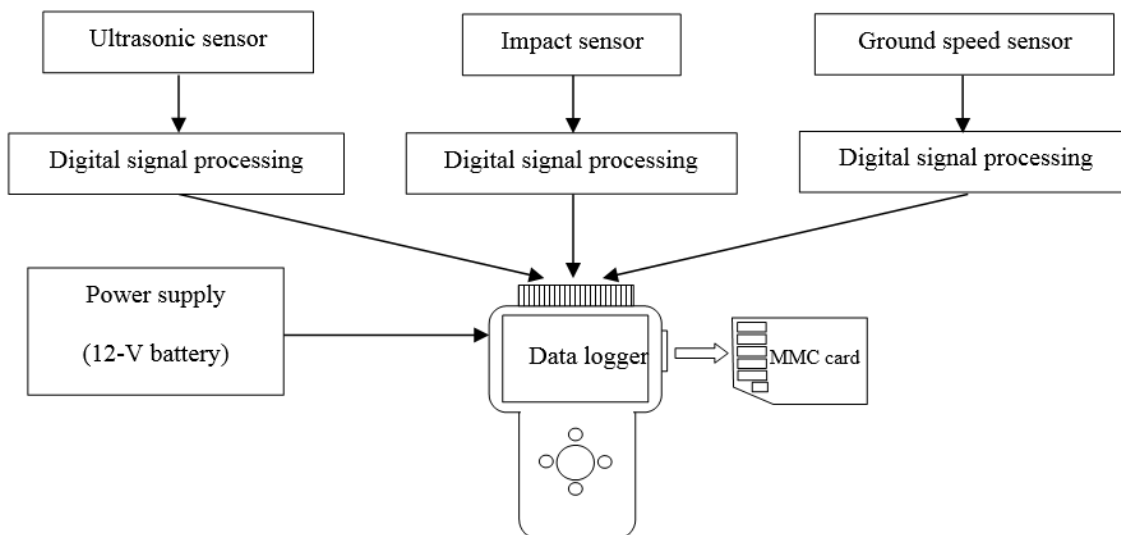 Ultrasonic sensor
Impact sensor
Ground speed sensor
Digital signal processing
Digital signal processing
Digital signal processing
Power supply
(12-V battery)
Data logger
MMC card